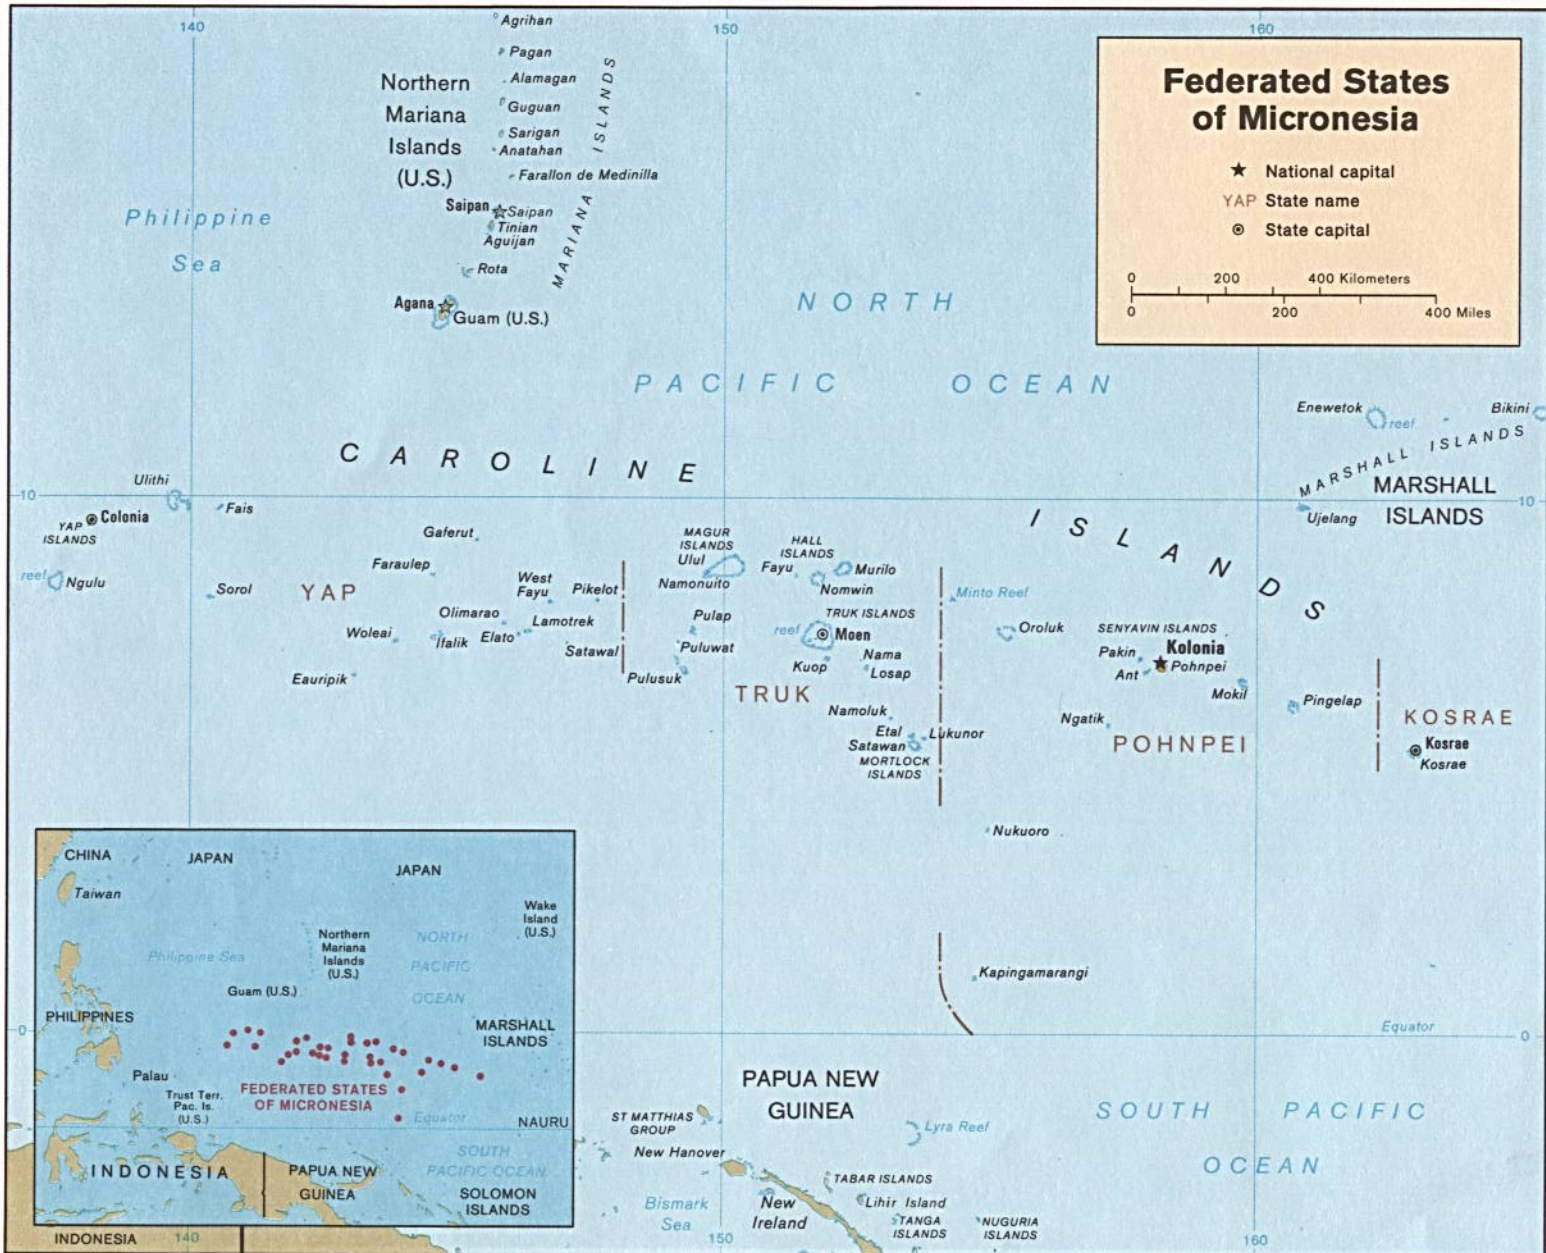 140
150
160
Agrihan
Pagan
Alamagan
Guguan
Sarigan
Anatahan
Farallon de Medinilla
Northern
Mariana
Islands
(U.S.)
MARIANA ISLANDS
Saipan
Saipan
Tinian
Aguijan
Rota
Agana
Guam (U.S.)
Philippine
Sea
Federated States
of Micronesia
National capital
YAP State name
State capital
0 200 400 Kilometers
0 200 400 Miles
NORTH
PACIFIC OCEAN
Enewetok
reef
Bikini
MARSHALL ISLANDS
MARSHALL
ISLANDS
Ujelang
CAROLINE
ISLANDS
10
10
Ulithi
Colonia
YAP
ISLANDS
Fais
reef
Ngulu
Sorol
YAP
Gaferut
Faraulep
West
Fayu
Pikelot
Olimarao
Lamotrek
Woleai
Ifalik
Elato
Satawal
Eauripik
MAGUR
ISLANDS
Ulul
Namonuito
HALL
ISLANDS
Fayu
Murilo
Nomwin
Pulap
TRUK ISLANDS
reef
Moen
Puluwat
Kuop
Nama
Losap
Pulusuk
TRUK
Namoluk
Etal
Lukunor
Satawan
MORTLOCK
ISLANDS
Minto Reef
Oroluk
SENYAVIN ISLANDS
Pakin
Kolonia
Ant
Pohnpei
Mokil
Ngatik
POHNPEI
Pingelap
KOSRAE
Kosrae
Kosrae
Nukuoro
Kapingamarangi
Equator
0
0
CHINA
JAPAN
JAPAN
Taiwan
Wake
Island
(U.S.)
Northern
Mariana
Islands
(U.S.)
NORTH
PACIFIC
OCEAN
Philippine Sea
Guam (U.S.)
PHILIPPINES
MARSHALL
ISLANDS
Palau
Trust Terr.
Pac. Is.
(U.S.)
FEDERATED STATES
OF MICRONESIA
Equator
NAURU
SOUTH
PACIFIC OCEAN
INDONESIA
PAPUA NEW
GUINEA
SOLOMON
ISLANDS
PAPUA NEW
GUINEA
ST MATTHIAS
GROUP
New Hanover
Lyra Reef
SOUTH PACIFIC
OCEAN
TABAR ISLANDS
Bismark
Sea
New
Ireland
Lihir Island
TANGA
ISLANDS
NUGURIA
ISLANDS
INDONESIA
140
150
160